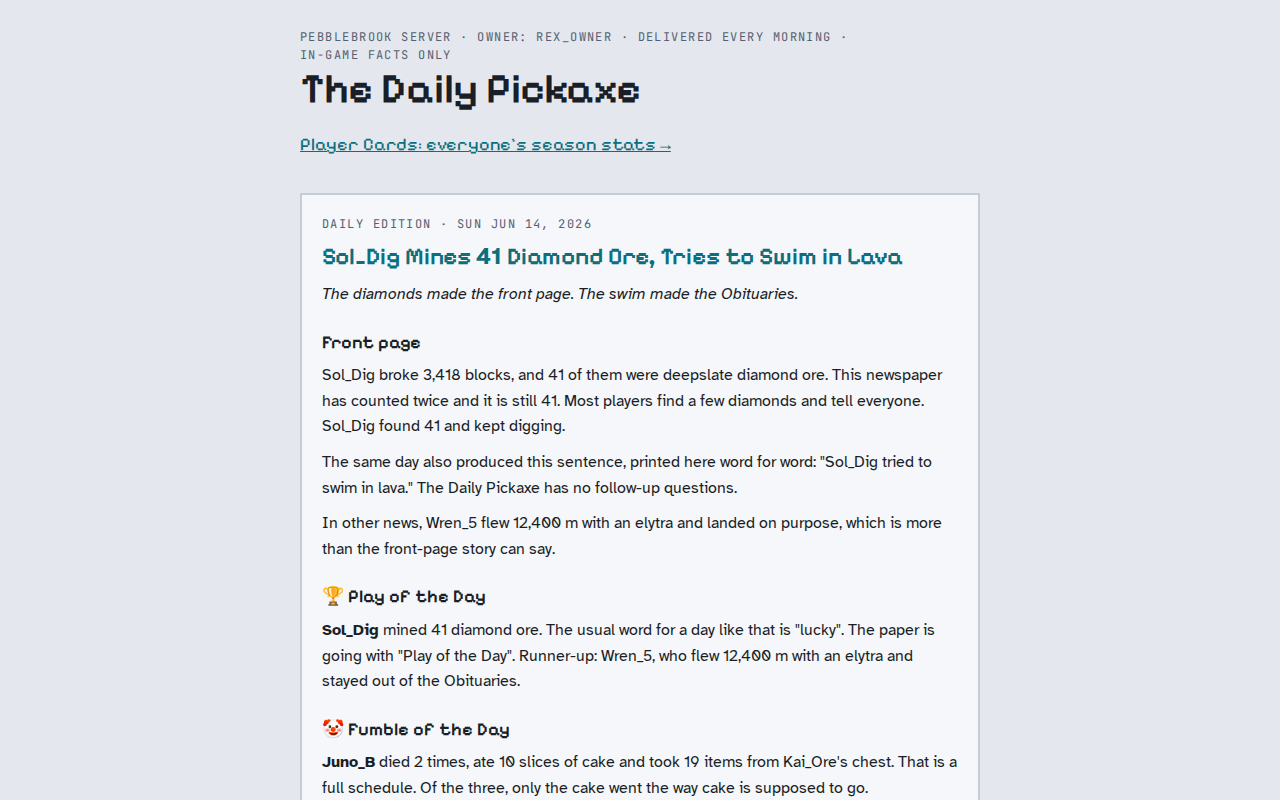 PEBBLEBROOK SERVER · OWNER: REX_OWNER · DELIVERED EVERY MORNING ·
IN-GAME FACTS ONLY
The Daily Pickaxe
Player Cards: everyone's season stats →
DAILY EDITION · SUN JUN 14, 2026
Sol_Dig Mines 41 Diamond Ore, Tries to Swim in Lava
The diamonds made the front page. The swim made the Obituaries.
Front page
Sol_Dig broke 3,418 blocks, and 41 of them were deepslate diamond ore. This newspaper
has counted twice and it is still 41. Most players find a few diamonds and tell everyone.
Sol_Dig found 41 and kept digging.
The same day also produced this sentence, printed here word for word: "Sol_Dig tried to
swim in lava." The Daily Pickaxe has no follow-up questions.
In other news, Wren_5 flew 12,400 m with an elytra and landed on purpose, which is more
than the front-page story can say.
🏆 Play of the Day
Sol_Dig mined 41 diamond ore. The usual word for a day like that is "lucky". The paper is
going with "Play of the Day". Runner-up: Wren_5, who flew 12,400 m with an elytra and
stayed out of the Obituaries.
🤡 Fumble of the Day
Juno_B died 2 times, ate 10 slices of cake and took 19 items from Kai_Ore's chest. That is a
full schedule. Of the three, only the cake went the way cake is supposed to go.